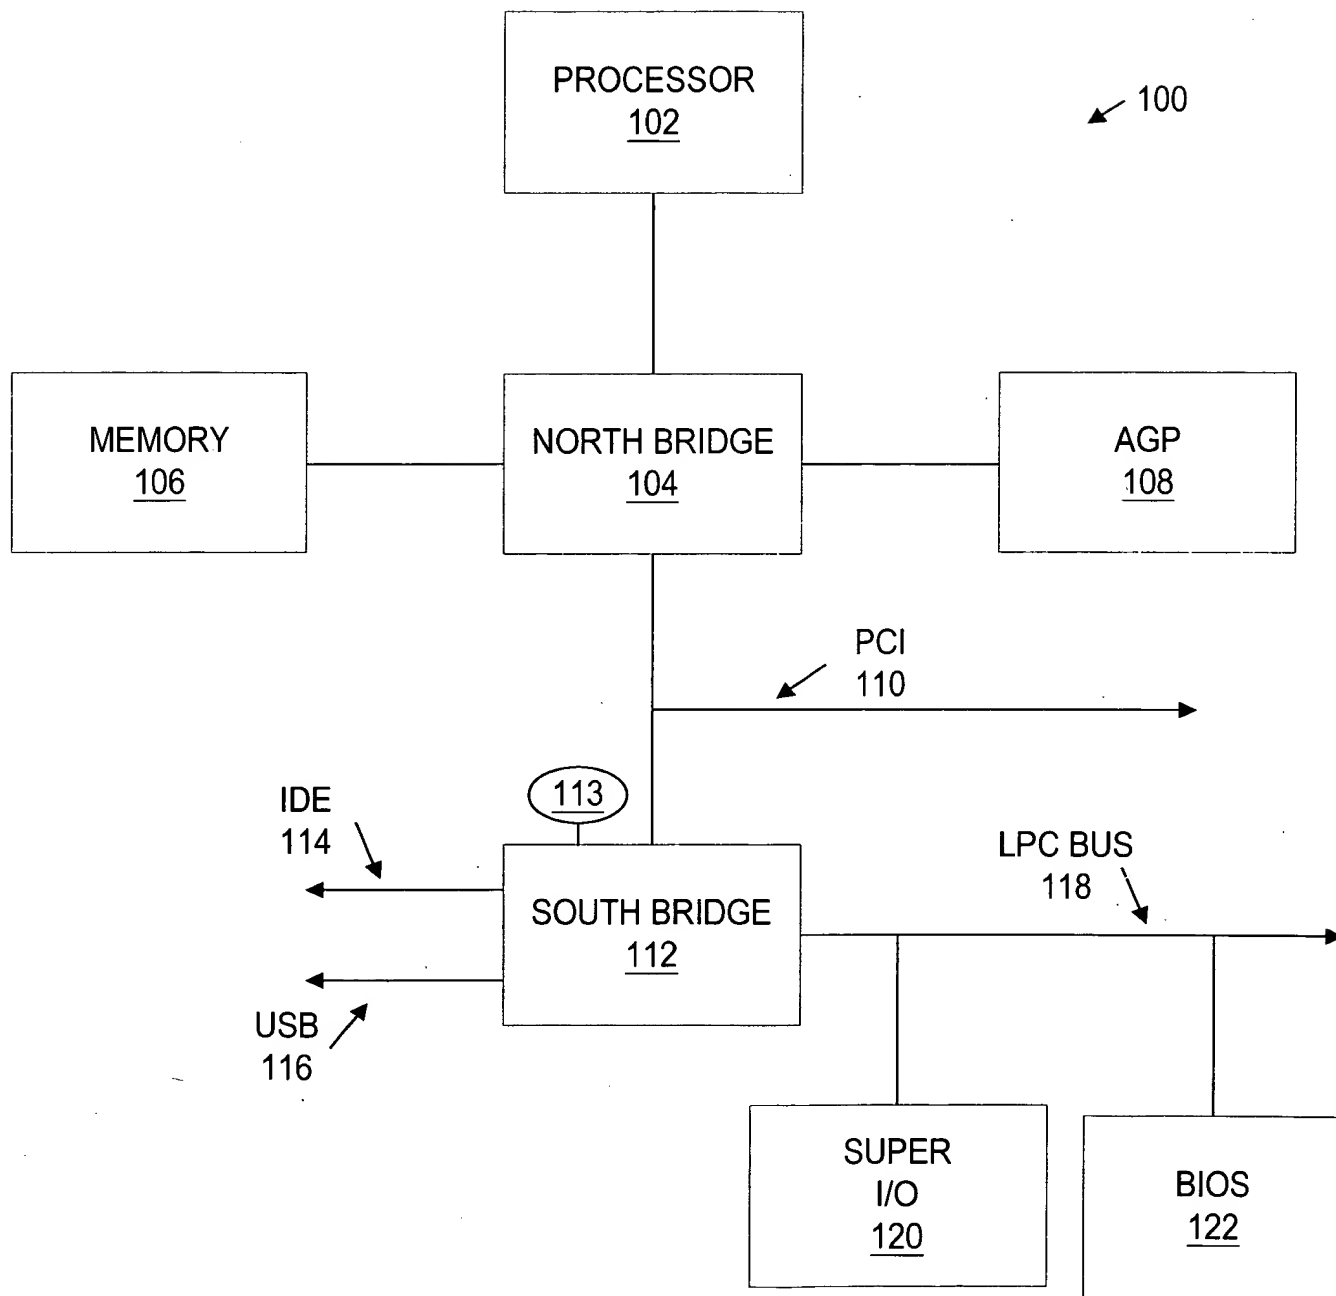 PROCESSOR
102
100
MEMORY
106
NORTH BRIDGE
104
AGP
108
PCI
110
113
IDE
114
LPC BUS
118
SOUTH BRIDGE
112
USB
116
SUPER
I/O
120
BIOS
122